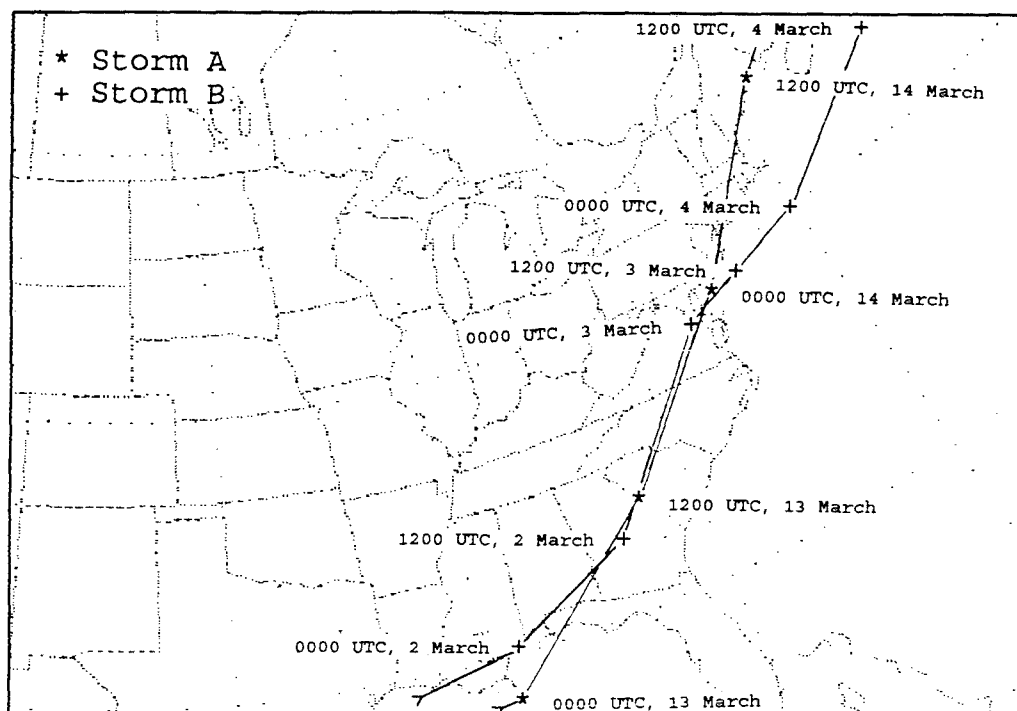 * Storm A
+ Storm B
1200 UTC, 4 March
1200 UTC, 14 March
0000 UTC, 4 March
1200 UTC, 3 March
0000 UTC, 14 March
0000 UTC, 3 March
1200 UTC, 13 March
1200 UTC, 2 March
0000 UTC, 2 March
0000 UTC, 13 March